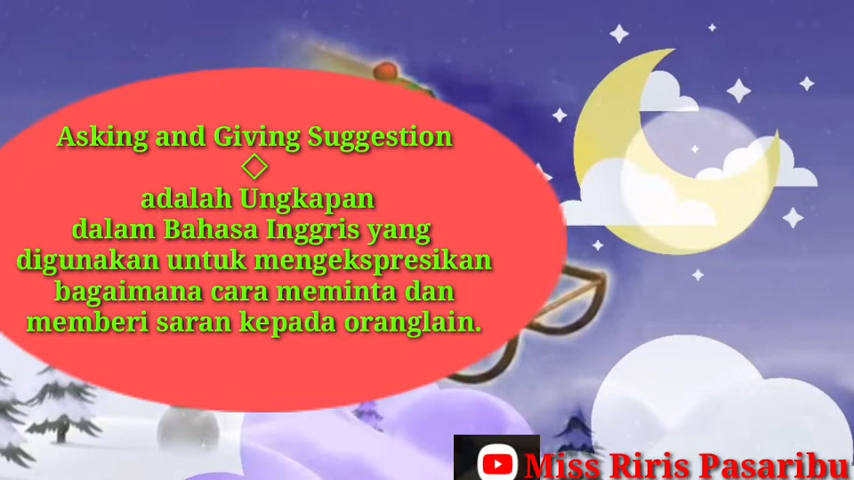 Asking and Giving Suggestion
adalah Ungkapan
dalam Bahasa Inggris yang
digunakan untuk mengekspresikan
bagaimana cara meminta dan
memberi saran kepada oranglain.
Miss Riris Pasaribu